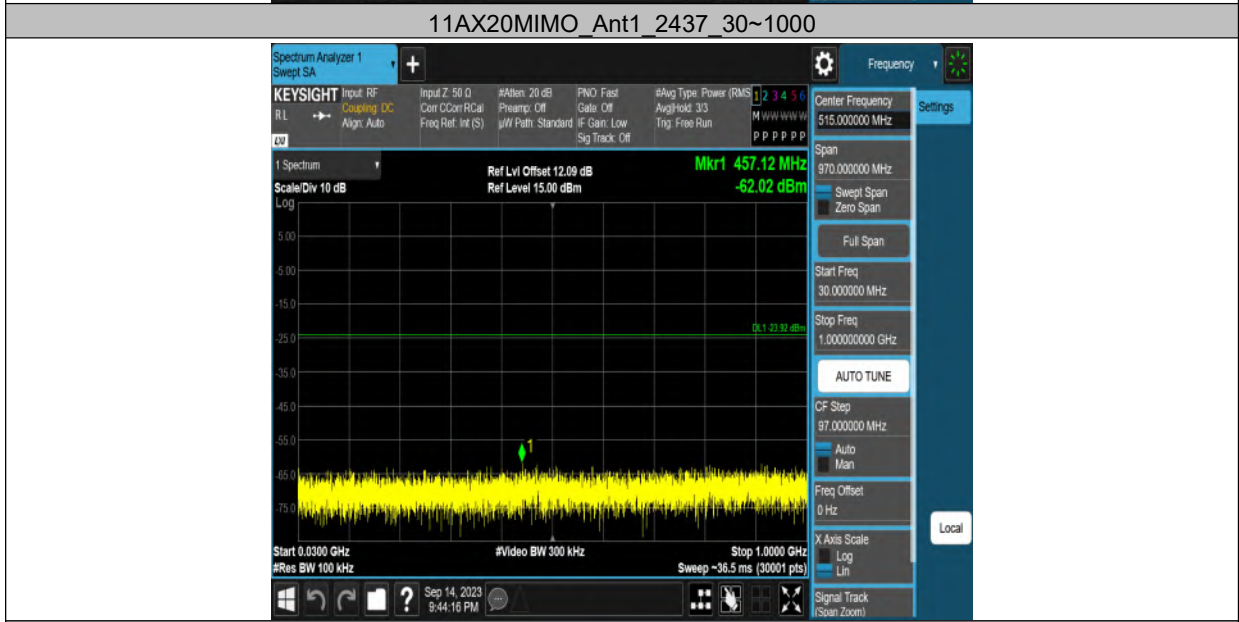 11AX20MIMO_Ant1_2437_30~1000
Spectrum Analyzer 1
Swept SA
Frequency
Settings
KEYSIGHT
RL
LXI
Input: RF
Coupling: DC
Align: Auto
Input Z: 50 Ω
Corr CCorr RCal
Freq Ref: Int (S)
#Atten: 20 dB
Preamp: Off
µW Path: Standard
PNO: Fast
Gate: Off
IF Gain: Low
Sig Track: Off
#Avg Type: Power (RMS
Avg|Hold: 3/3
Trig: Free Run
1 2 3 4 5 6
M W W W W W
P P P P P P
1 Spectrum
Scale/Div 10 dB
Log
Ref Lvl Offset 12.09 dB
Ref Level 15.00 dBm
Mkr1 457.12 MHz
-62.02 dBm
5.00
-5.00
-15.0
-25.0
-35.0
-45.0
-55.0
-65.0
-75.0
DL1 -23.92 dBm
1
Start 0.0300 GHz
#Res BW 100 kHz
#Video BW 300 kHz
Stop 1.0000 GHz
Sweep ~36.5 ms (30001 pts)
Center Frequency
515.000000 MHz
Span
970.000000 MHz
Swept Span
Zero Span
Full Span
Start Freq
30.000000 MHz
Stop Freq
1.000000000 GHz
AUTO TUNE
CF Step
97.000000 MHz
Auto
Man
Freq Offset
0 Hz
X Axis Scale
Log
Lin
Signal Track
(Span Zoom)
Local
?
Sep 14, 2023
9:44:16 PM